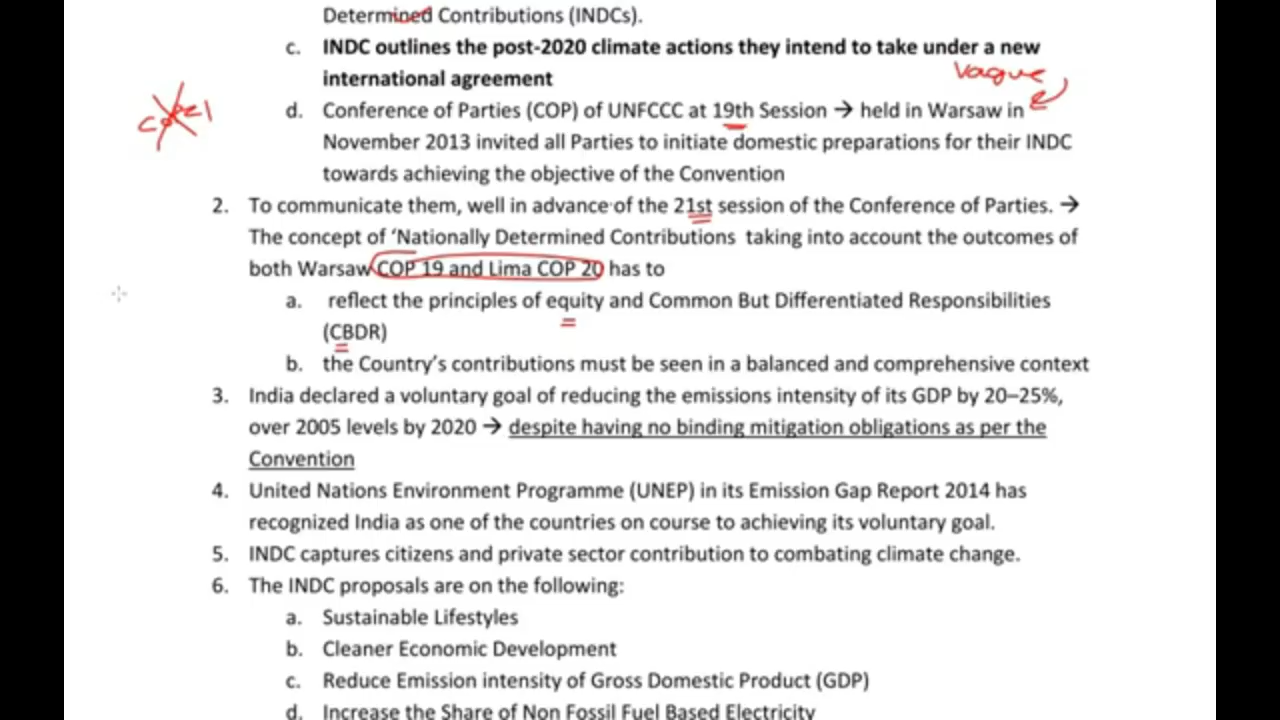 Determined Contributions (INDCs).
c. INDC outlines the post-2020 climate actions they intend to take under a new
international agreement
vague
d. Conference of Parties (COP) of UNFCCC at 19th Session → held in Warsaw in
November 2013 invited all Parties to initiate domestic preparations for their INDC
towards achieving the objective of the Convention
2. To communicate them, well in advance of the 21st session of the Conference of Parties. →
The concept of ‘Nationally Determined Contributions taking into account the outcomes of
both Warsaw COP 19 and Lima COP 20 has to
a. reflect the principles of equity and Common But Differentiated Responsibilities
(CBDR)
b. the Country’s contributions must be seen in a balanced and comprehensive context
3. India declared a voluntary goal of reducing the emissions intensity of its GDP by 20–25%,
over 2005 levels by 2020 → despite having no binding mitigation obligations as per the
Convention
4. United Nations Environment Programme (UNEP) in its Emission Gap Report 2014 has
recognized India as one of the countries on course to achieving its voluntary goal.
5. INDC captures citizens and private sector contribution to combating climate change.
6. The INDC proposals are on the following:
a. Sustainable Lifestyles
b. Cleaner Economic Development
c. Reduce Emission intensity of Gross Domestic Product (GDP)
d. Increase the Share of Non Fossil Fuel Based Electricity